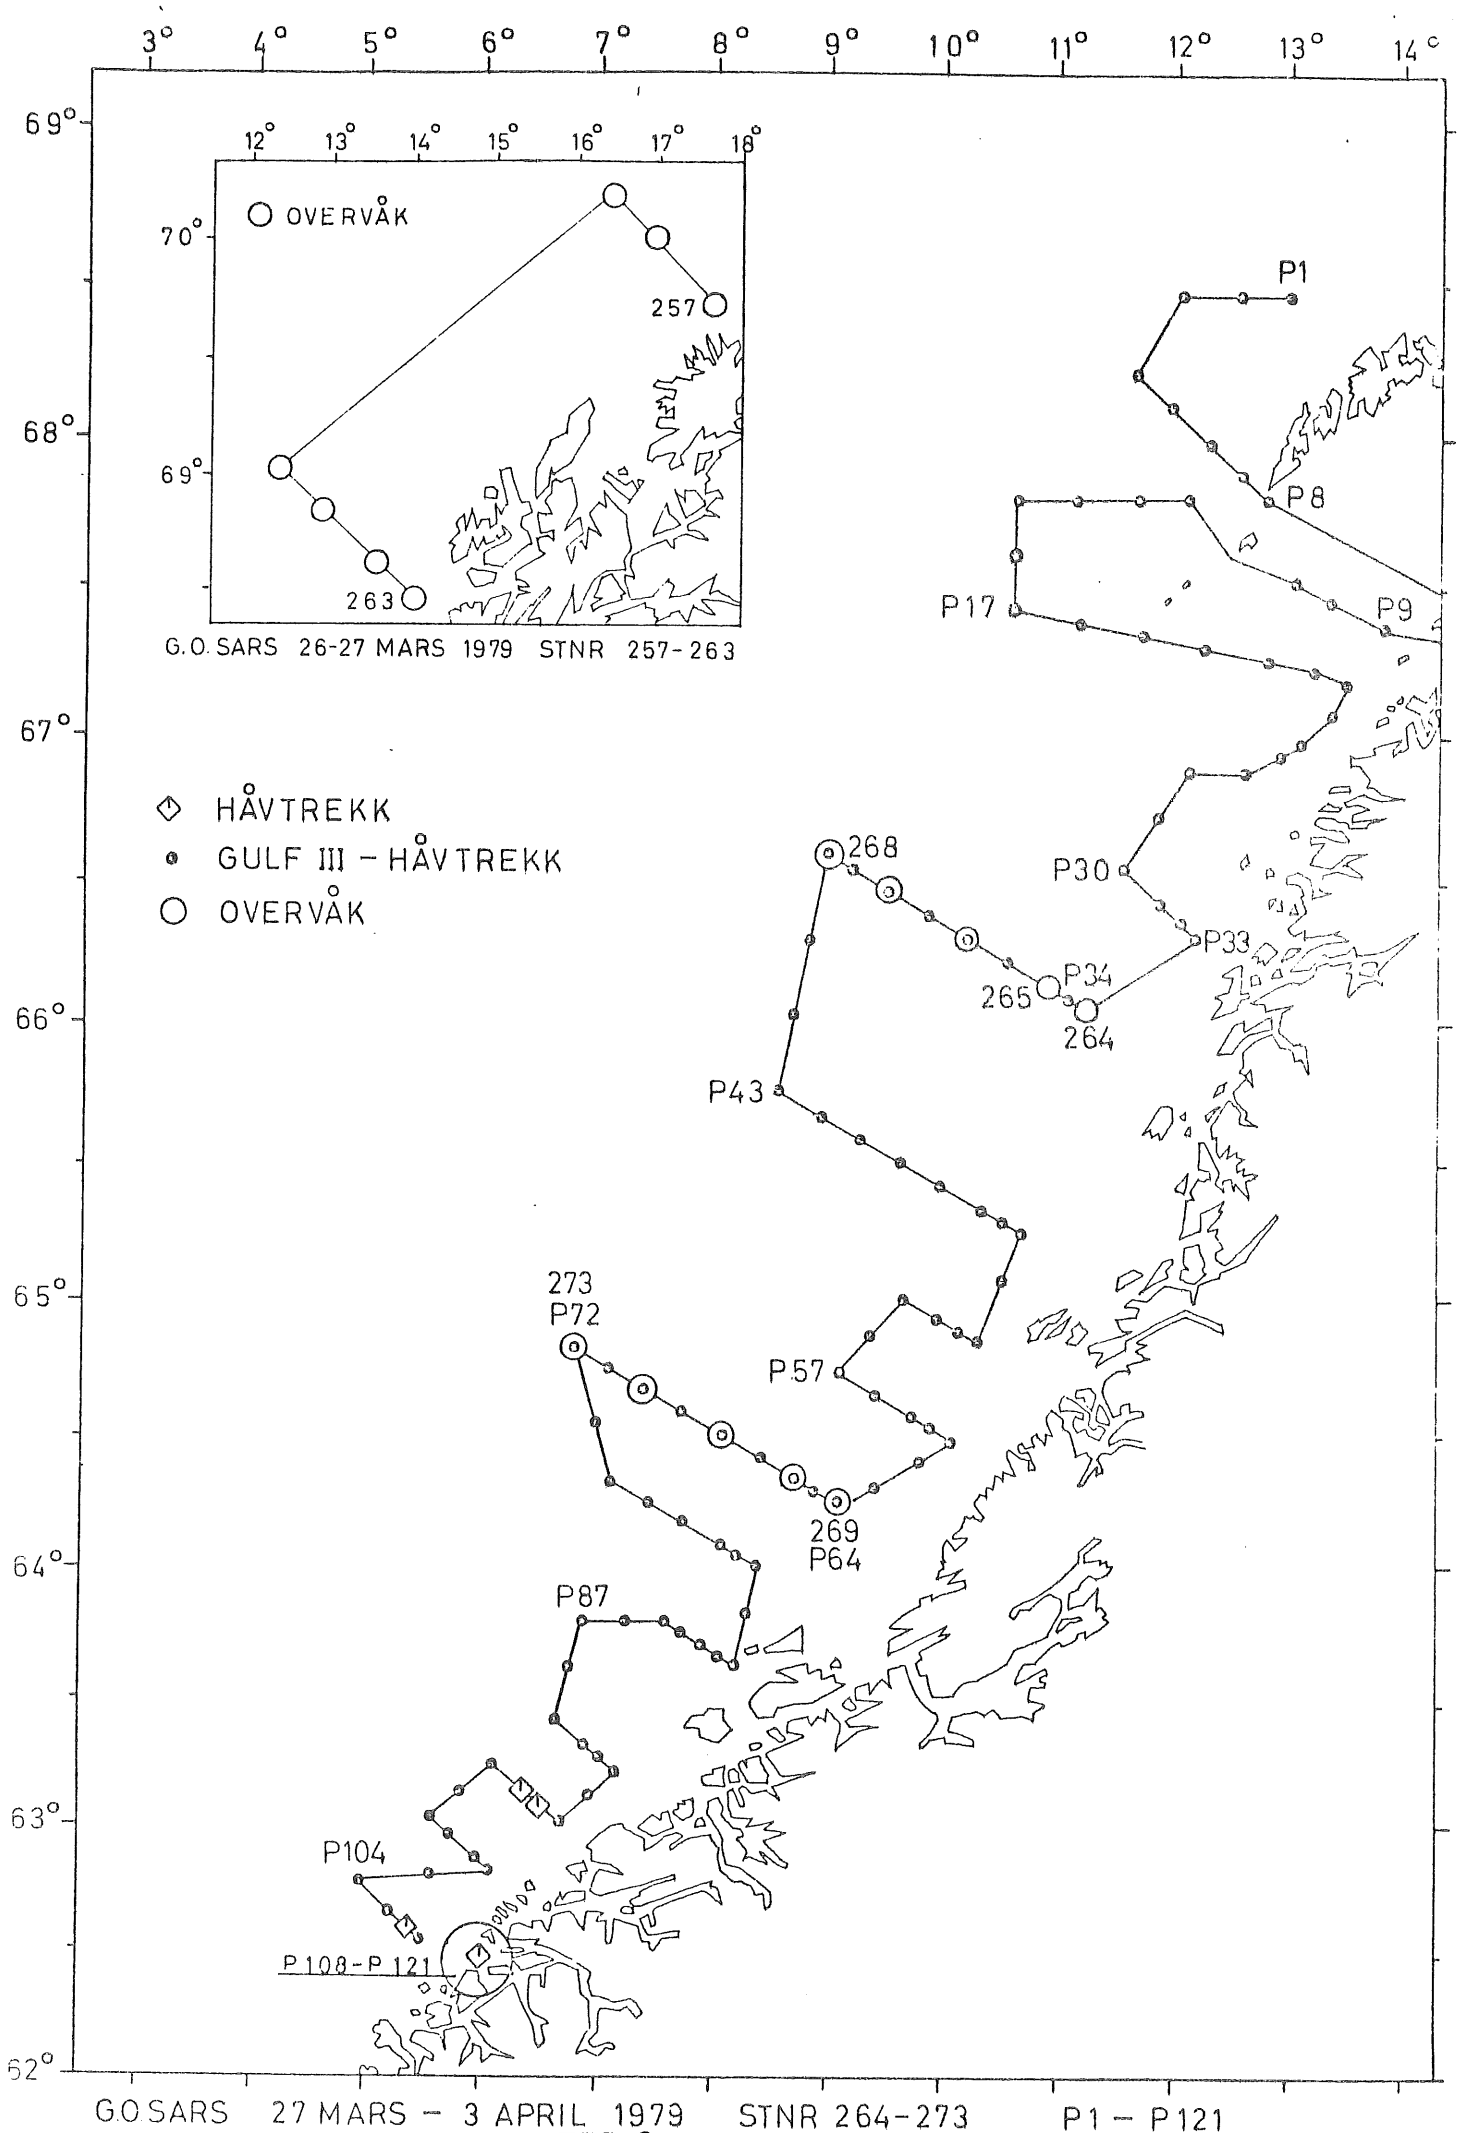 3° 4° 5° 6° 7° 8° 9° 10° 11° 12° 13° 14°
69°
12° 13° 14° 15° 16° 17° 18°
OVERVÅK
70°
257
69°
263
G.O. SARS 26-27 MARS 1979 STNR 257-263
P1
68°
P8
P17
P9
67°
HÅVTREKK
GULF III - HÅVTREKK
OVERVÅK
268
P30
P33
P34
265
264
66°
P43
65°
273
P72
P57
269
P64
64°
P87
63°
P104
P108-P121
62°
G.O.SARS 27 MARS - 3 APRIL 1979 STNR 264-273 P1 - P121